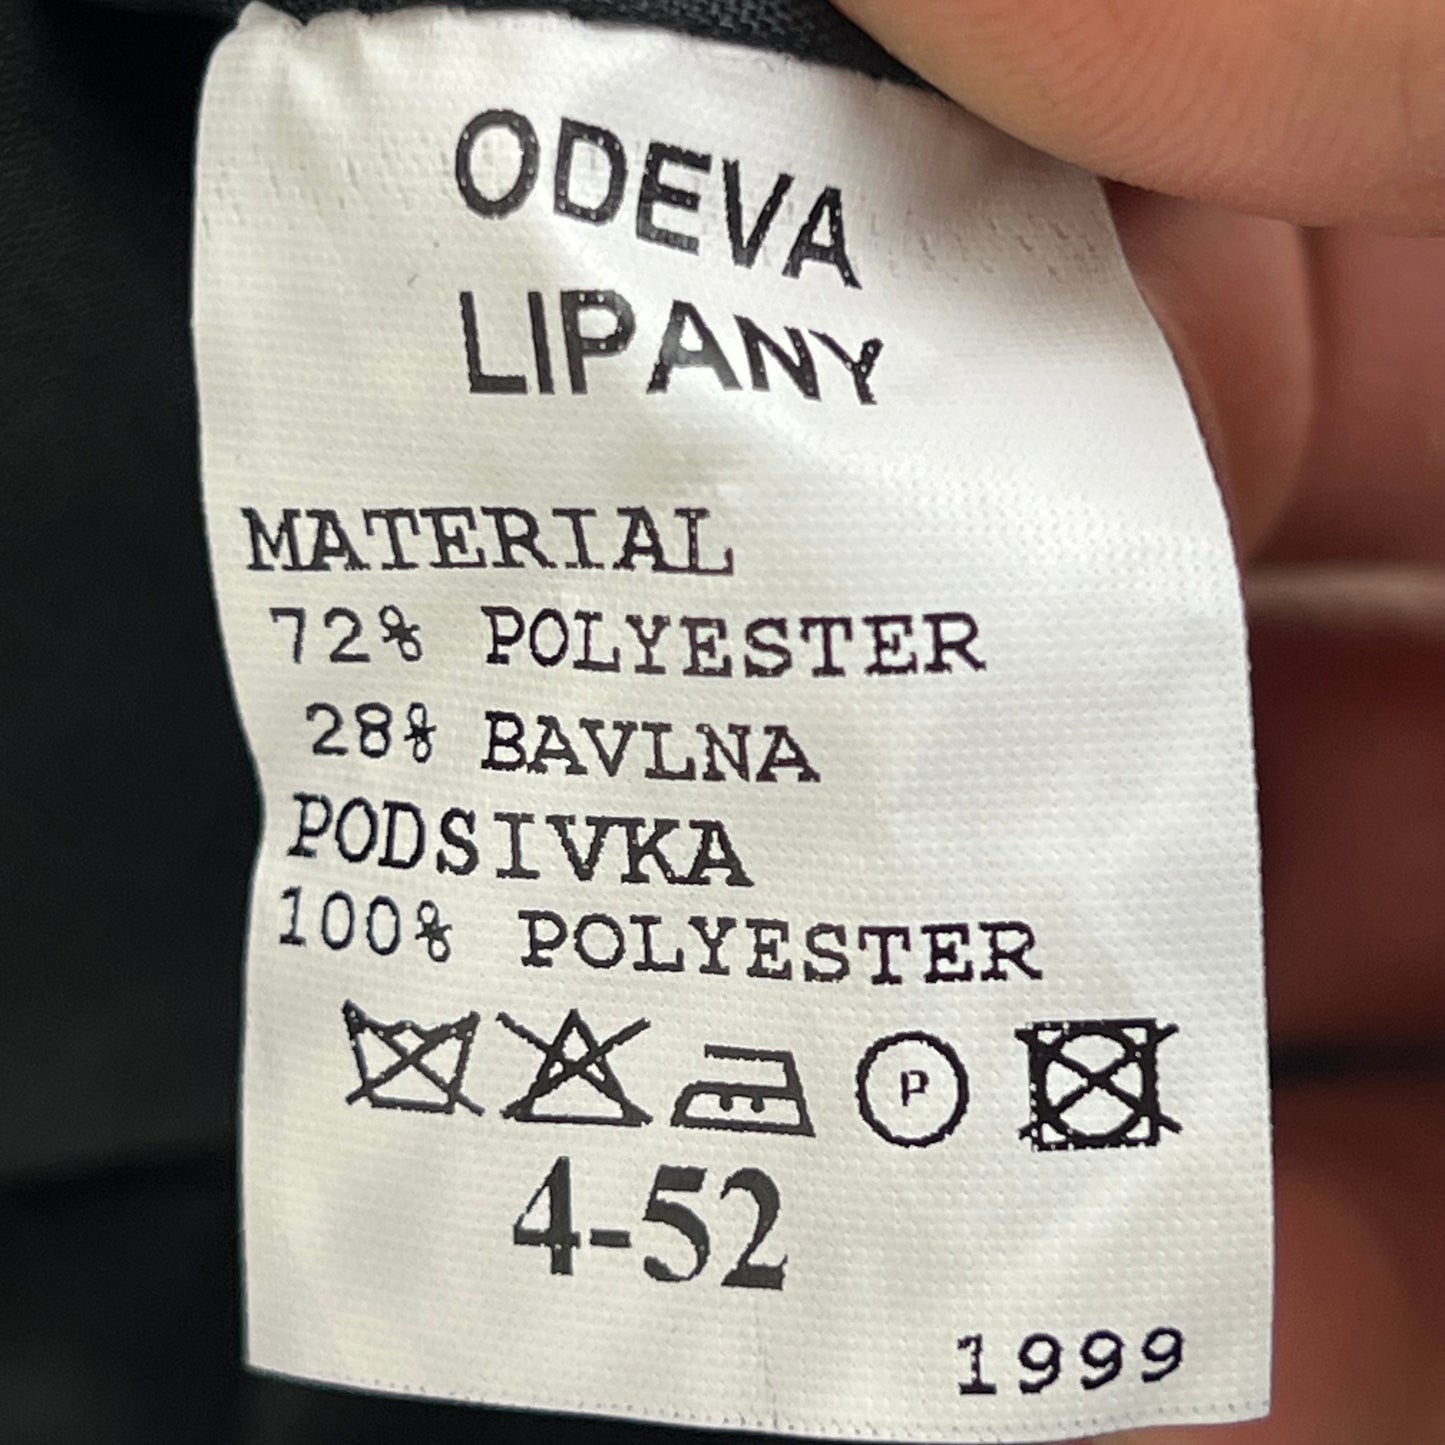 ODEVA
LIPANY
MATERIAL
72% POLYESTER
28% BAVLNA
PODSIVKA
100% POLYESTER
P
4-52
1999